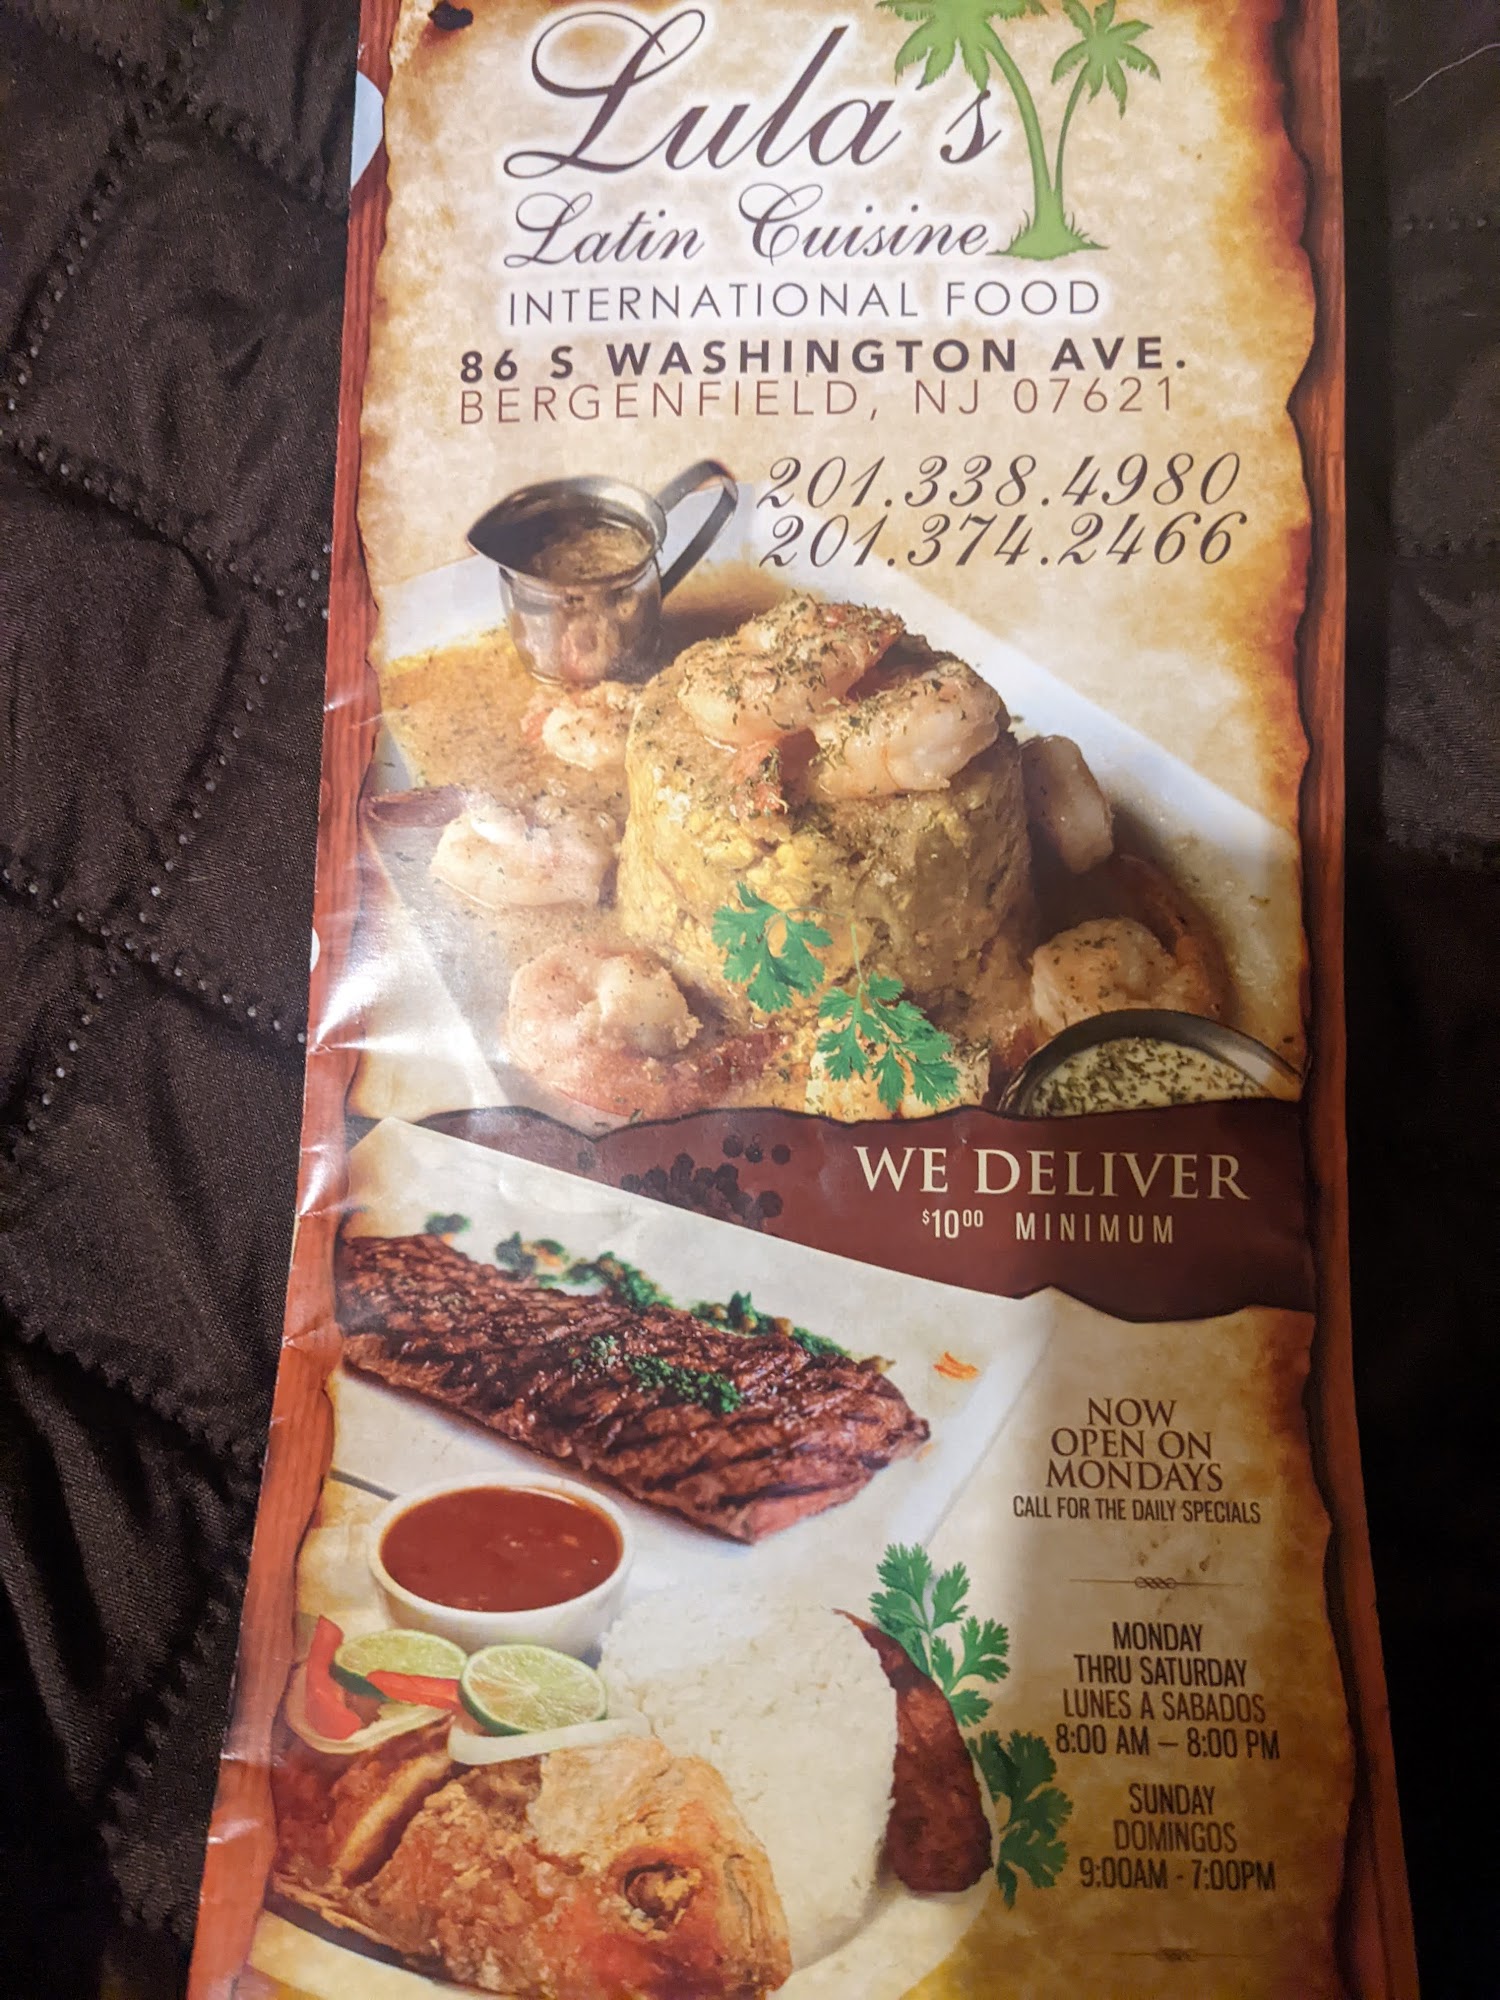 Lula's
Latin Cuisine
INTERNATIONAL FOOD
86 S WASHINGTON AVE.
BERGENFIELD, NJ 07621
201.338.4980
201.374.2466
WE DELIVER
$10.00 MINIMUM
NOW
OPEN ON
MONDAYS
CALL FOR THE DAILY SPECIALS
MONDAY
THRU SATURDAY
LUNES A SABADOS
8:00 AM – 8:00 PM
SUNDAY
DOMINGOS
9:00AM - 7:00PM